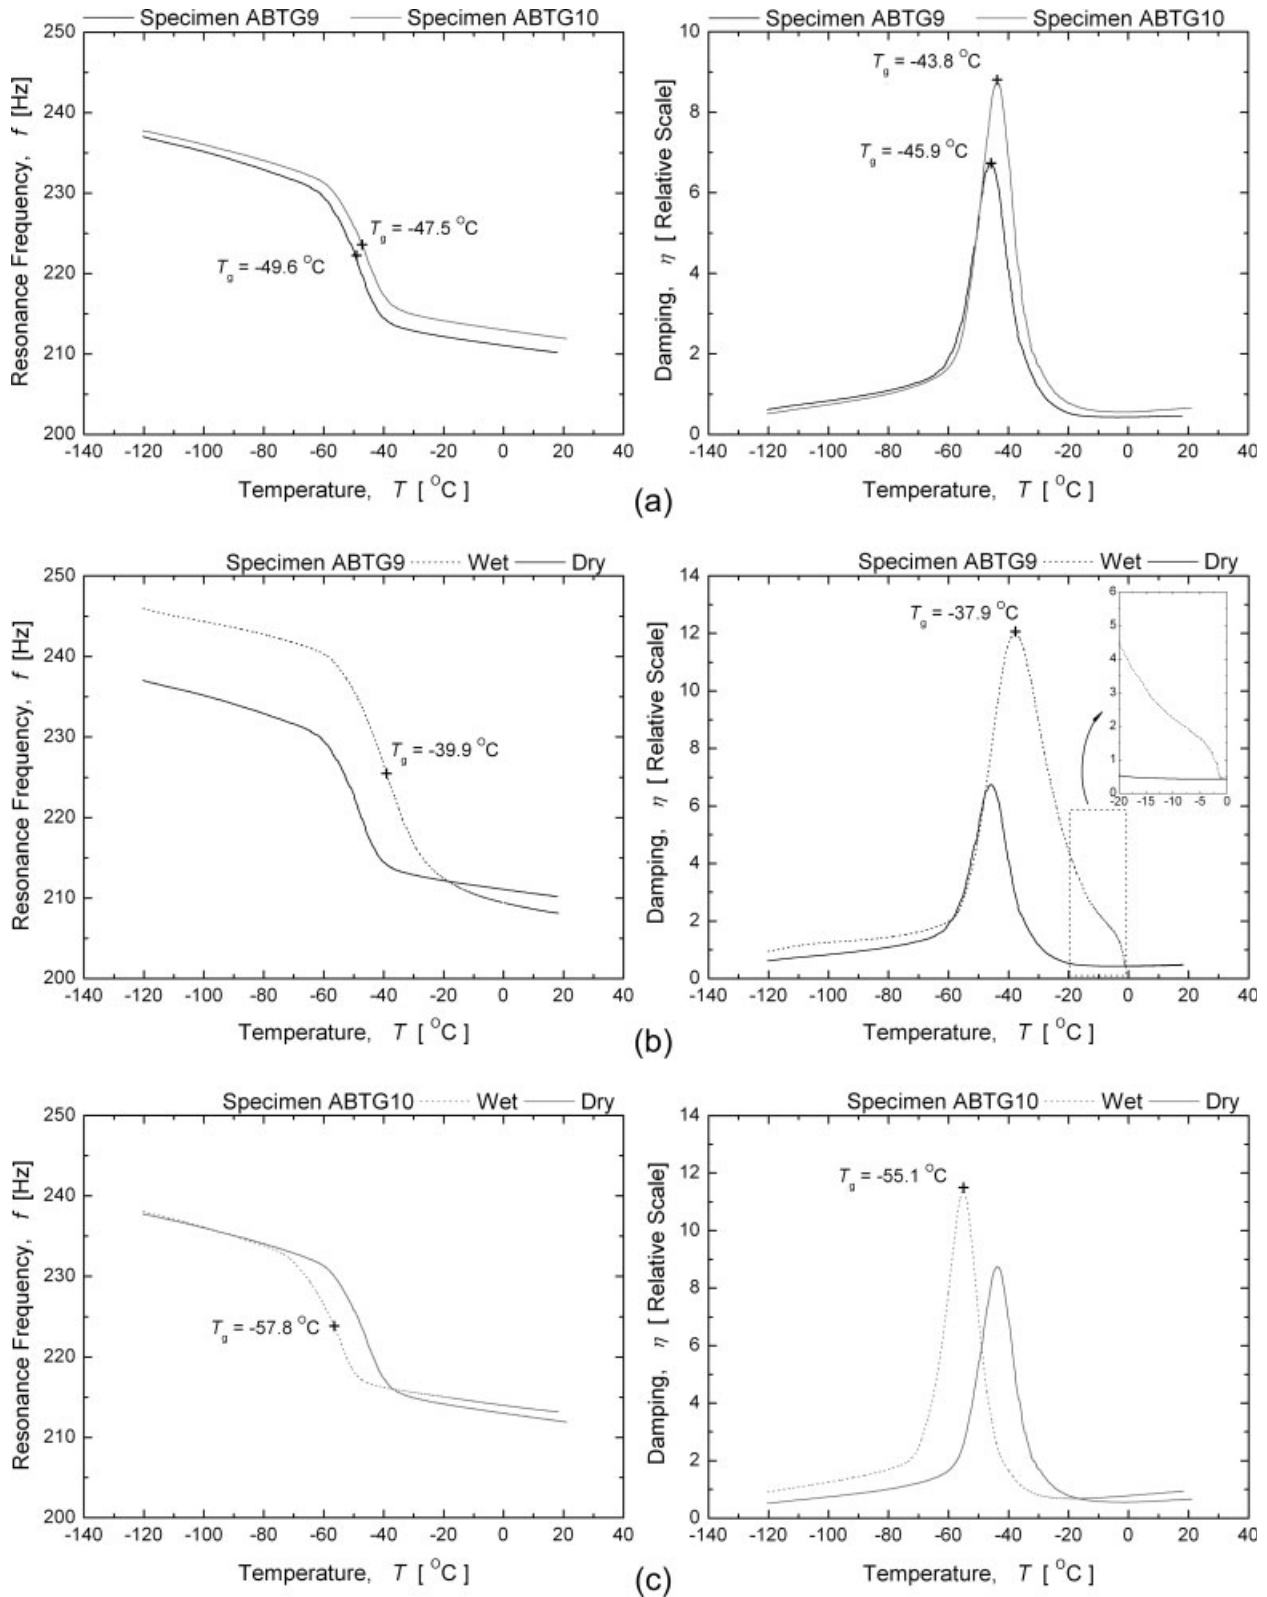 Specimen ABTG9 Specimen ABTG10
250
240
230
220
210
200
Resonance Frequency, f [Hz]
Tg = -47.5 °C
Tg = -49.6 °C
-140 -120 -100 -80 -60 -40 -20 0 20 40
Temperature, T [ °C ]
Specimen ABTG9 Specimen ABTG10
10
8
6
4
2
0
Damping, η [ Relative Scale]
Tg = -43.8 °C
Tg = -45.9 °C
-140 -120 -100 -80 -60 -40 -20 0 20 40
Temperature, T [ °C ]
(a)
Specimen ABTG9 Wet Dry
250
240
230
220
210
200
Resonance Frequency, f [Hz]
Tg = -39.9 °C
-140 -120 -100 -80 -60 -40 -20 0 20 40
Temperature, T [ °C ]
Specimen ABTG9 Wet Dry
14
12
10
8
6
4
2
0
Damping, η [ Relative Scale]
Tg = -37.9 °C
6
5
4
3
2
1
0
-20 -15 -10 -5 0
-140 -120 -100 -80 -60 -40 -20 0 20 40
Temperature, T [ °C ]
(b)
Specimen ABTG10 Wet Dry
250
240
230
220
210
200
Resonance Frequency, f [Hz]
Tg = -57.8 °C
-140 -120 -100 -80 -60 -40 -20 0 20 40
Temperature, T [ °C ]
Specimen ABTG10 Wet Dry
14
12
10
8
6
4
2
0
Damping, η [ Relative Scale]
Tg = -55.1 °C
-140 -120 -100 -80 -60 -40 -20 0 20 40
Temperature, T [ °C ]
(c)